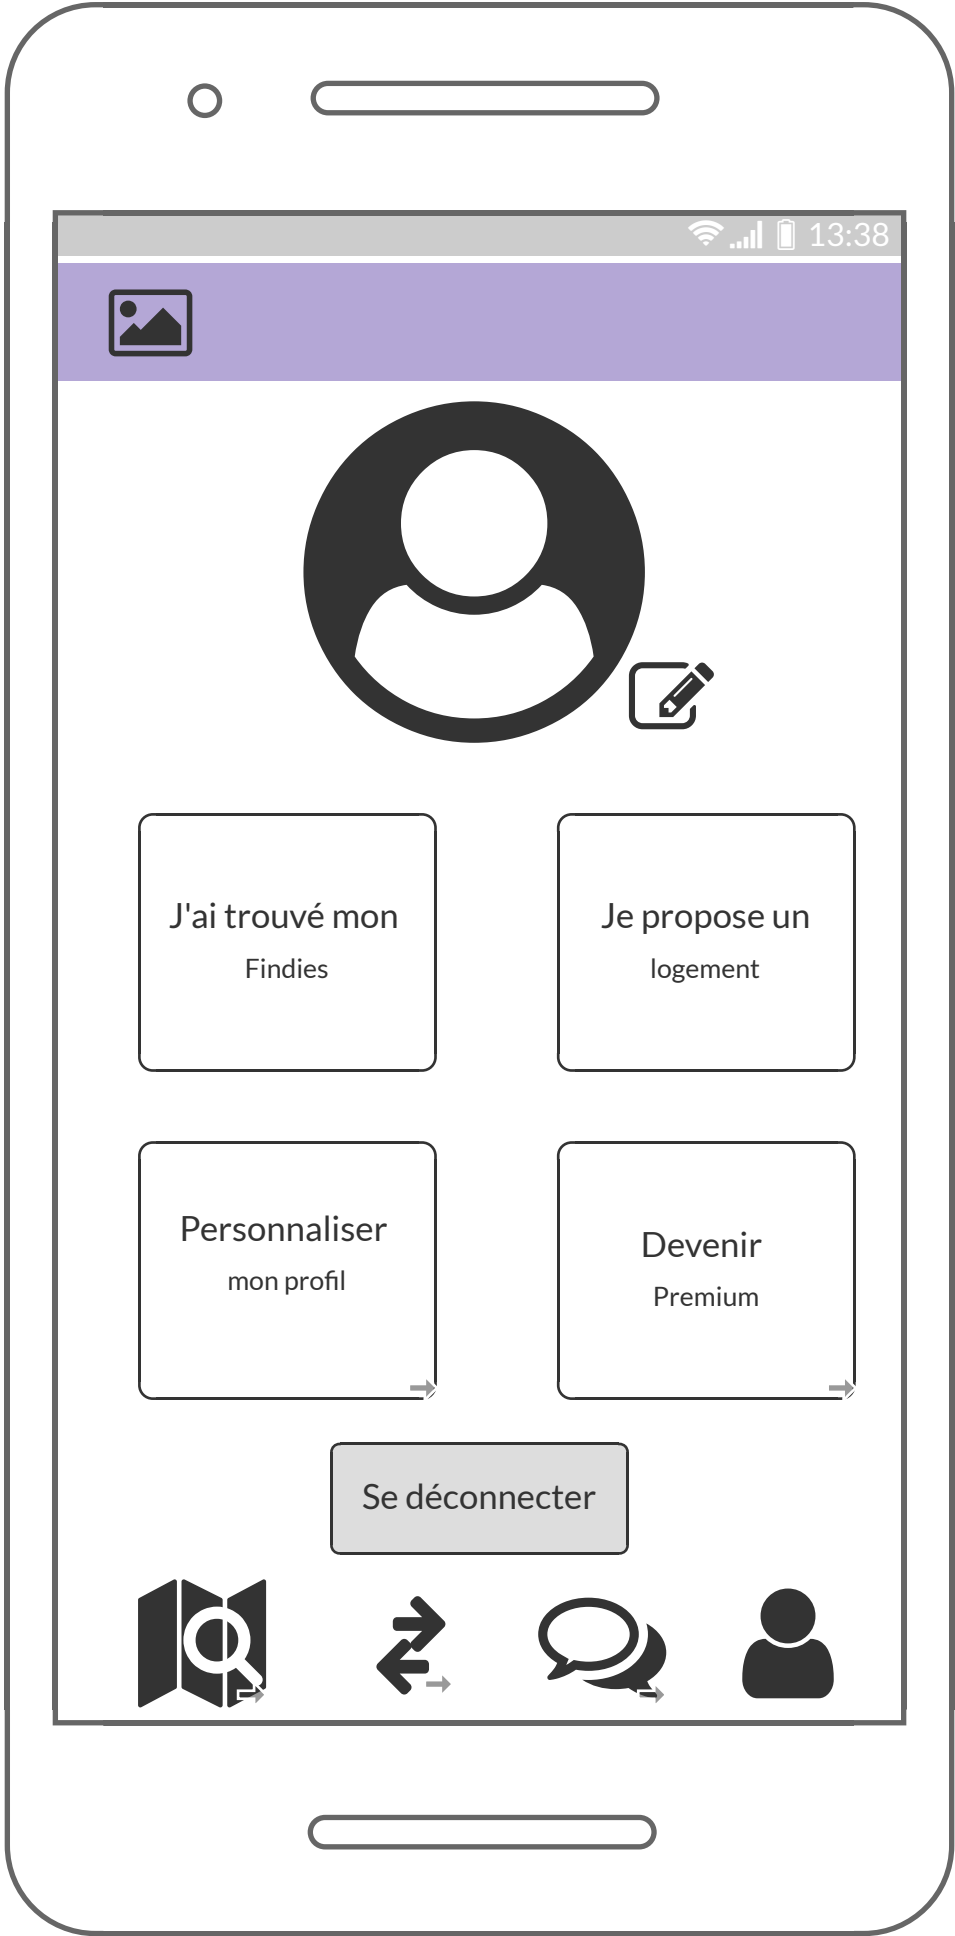 13:38
J'ai trouvé mon
Findies
Je propose un
logement
Personnaliser
mon profil
Devenir
Premium
Se déconnecter